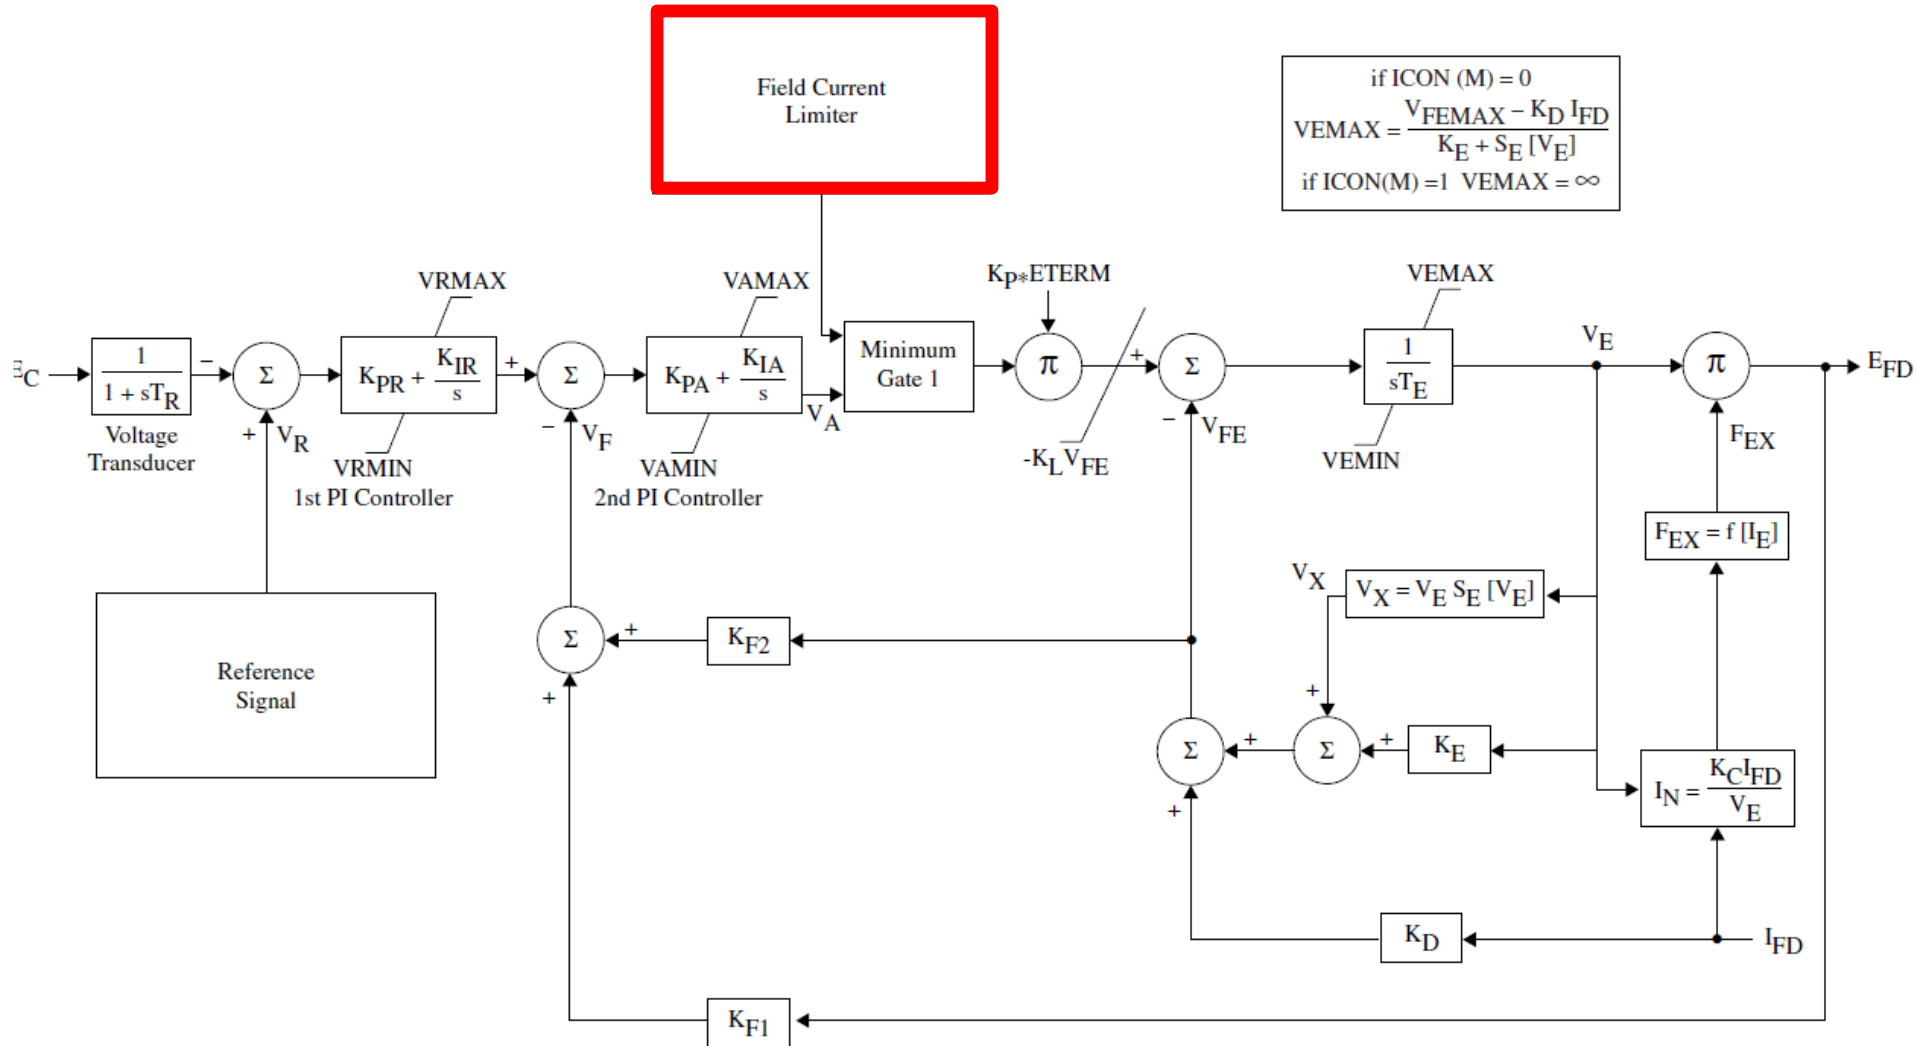 Field Current
Limiter
if ICON (M) = 0
VEMAX = (V_FEMAX − K_D I_FD) / (K_E + S_E [V_E])
if ICON(M) =1 VEMAX = ∞
VRMAX
VAMAX
K_P*ETERM
VEMAX
1 / (1 + sT_R)
−
Σ
K_PR + K_IR / s
+
Σ
K_PA + K_IA / s
Minimum
Gate 1
π
+
Σ
1 / sT_E
V_E
π
E_FD
Voltage
Transducer
+
V_R
VRMIN
1st PI Controller
−
V_F
VAMIN
2nd PI Controller
V_A
-K_L V_FE
−
V_FE
VEMIN
F_EX
F_EX = f [I_E]
V_X
V_X = V_E S_E [V_E]
Reference
Signal
Σ
+
K_F2
+
+
Σ
+
Σ
+
K_E
+
I_N = K_C I_FD / V_E
K_D
I_FD
K_F1